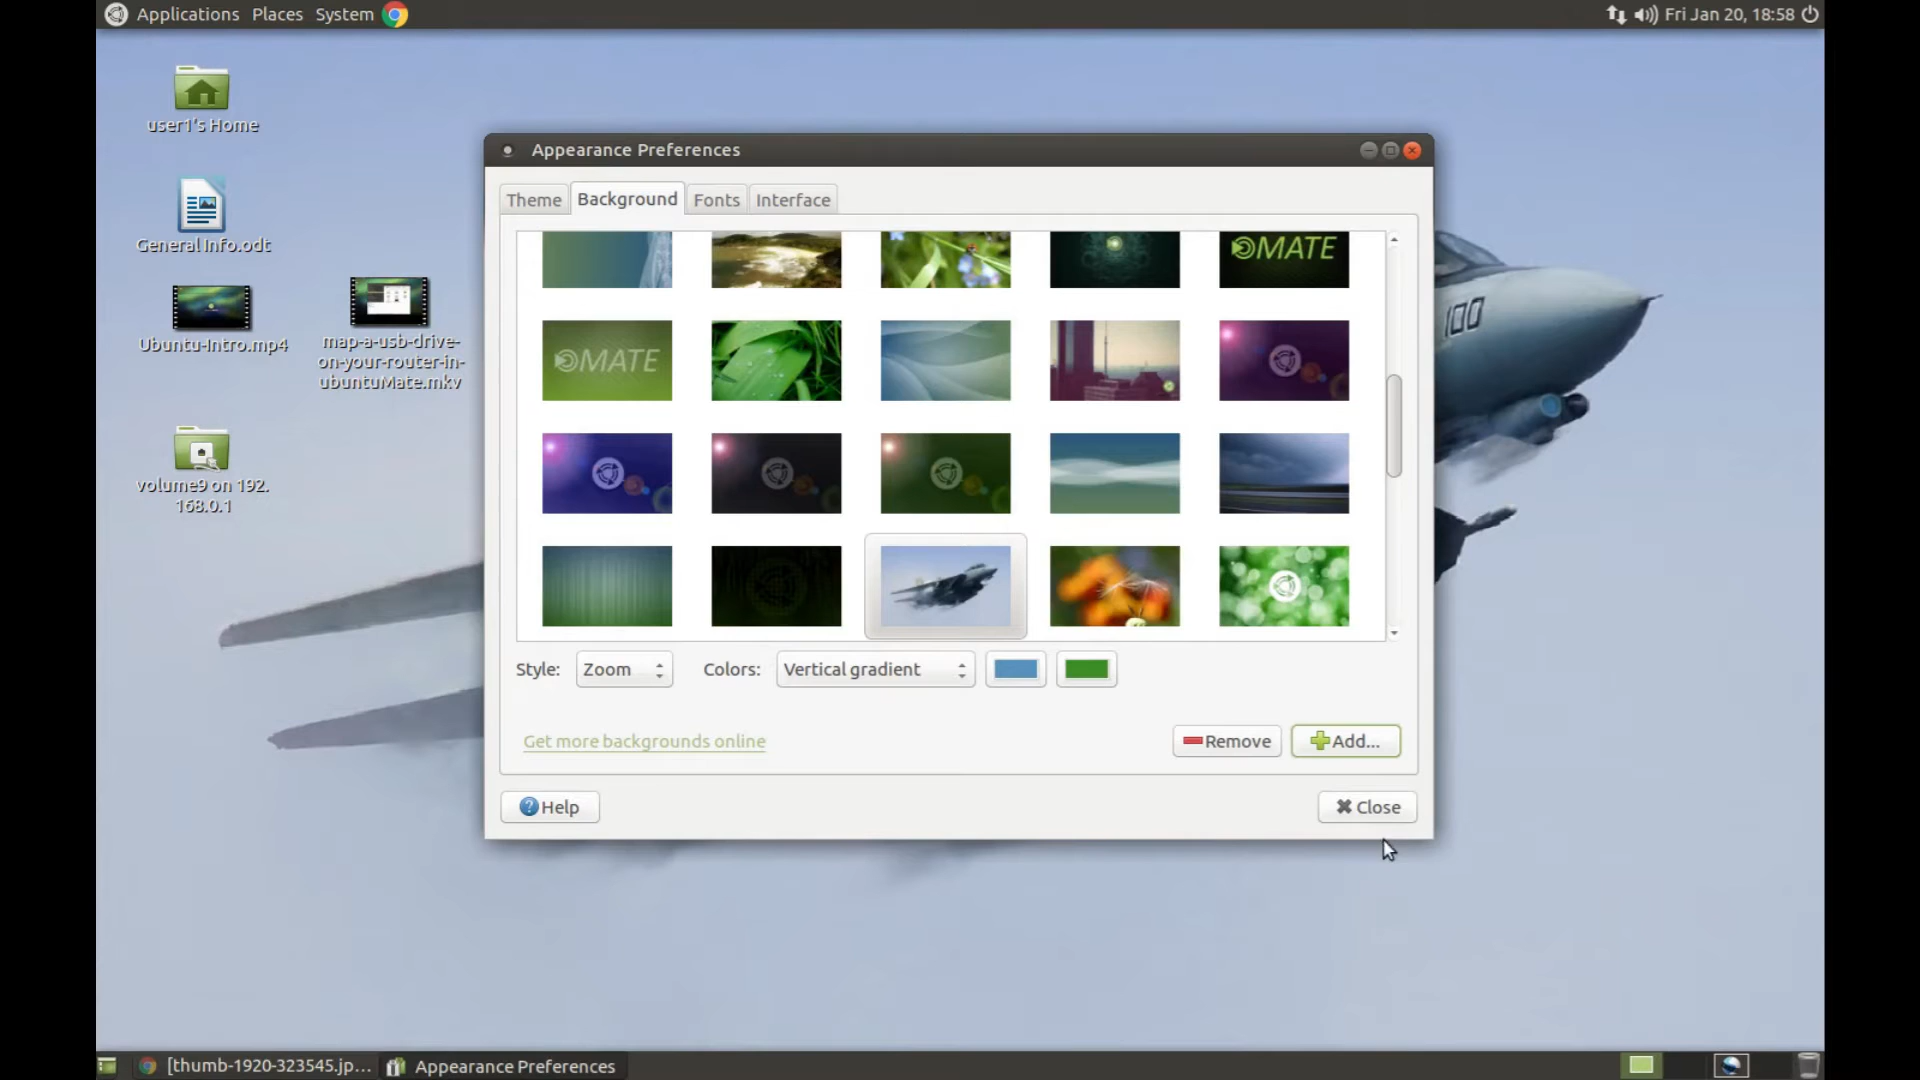 Applications Places System
Fri Jan 20, 18:58
user1's Home
General Info.odt
Ubuntu-Intro.mp4
map-a-usb-drive-
on-your-router-in-
ubuntuMate.mkv
volume9 on 192.
168.0.1
Appearance Preferences
Theme Background Fonts Interface
MATE
MATE
Style: Zoom Colors: Vertical gradient
Get more backgrounds online
Remove Add...
Help Close
100
[thumb-1920-323545.jp... Appearance Preferences